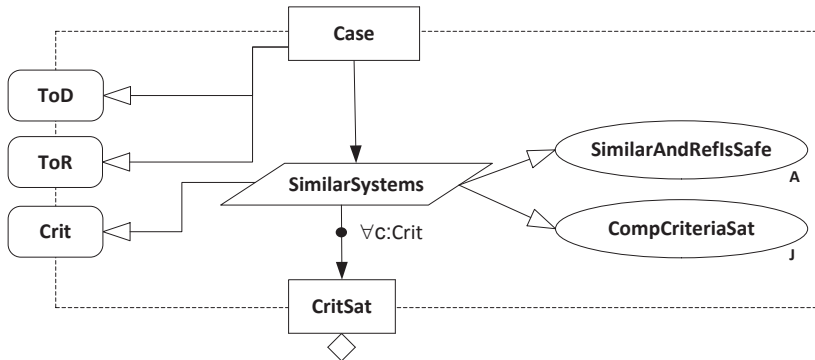 Case
ToD
ToR
SimilarAndRefIsSafe
A
SimilarSystems
Crit
CompCriteriaSat
∀c:Crit
J
CritSat